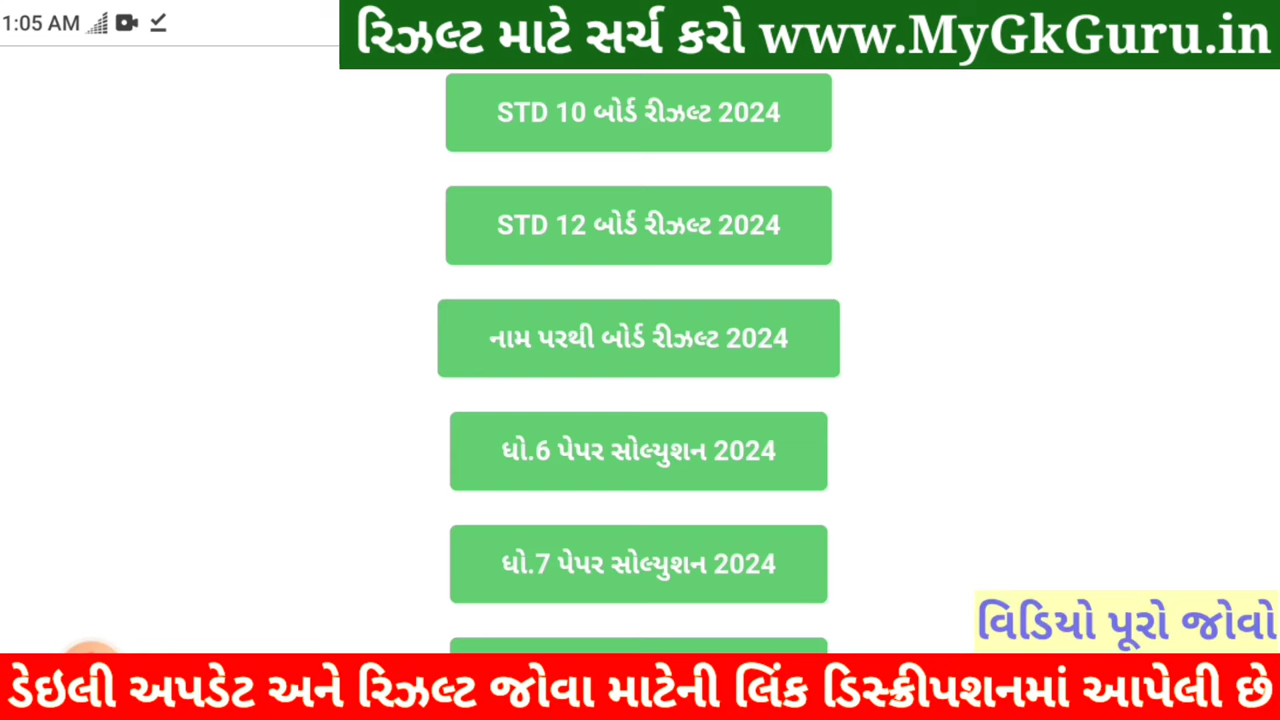 1:05 AM
રિઝલ્ટ માટે સર્ચ કરો www.MyGkGuru.in
STD 10 બોર્ડ રીઝલ્ટ 2024
STD 12 બોર્ડ રીઝલ્ટ 2024
નામ પરથી બોર્ડ રીઝલ્ટ 2024
ધો.6 પેપર સોલ્યુશન 2024
ધો.7 પેપર સોલ્યુશન 2024
વિડિયો પૂરો જોવો
ડેઇલી અપડેટ અને રિઝલ્ટ જોવા માટેની લિંક ડિસ્ક્રીપશનમાં આપેલી છે